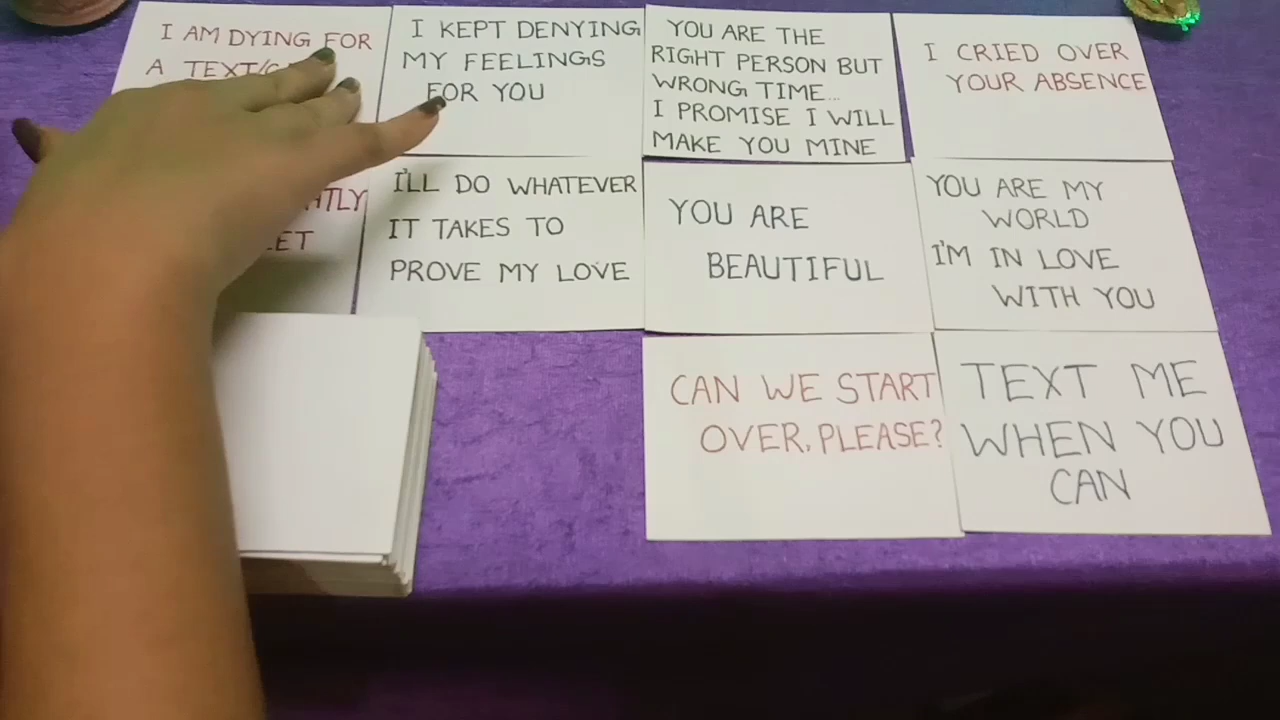 I AM DYING FOR
A TEXT/
I KEPT DENYING
MY FEELINGS
FOR YOU
YOU ARE THE
RIGHT PERSON BUT
WRONG TIME...
I PROMISE I WILL
MAKE YOU MINE
I CRIED OVER
YOUR ABSENCE
I'LL DO WHATEVER
IT TAKES TO
PROVE MY LOVE
YOU ARE
BEAUTIFUL
YOU ARE MY
WORLD
I'M IN LOVE
WITH YOU
CAN WE START
OVER, PLEASE?
TEXT ME
WHEN YOU
CAN